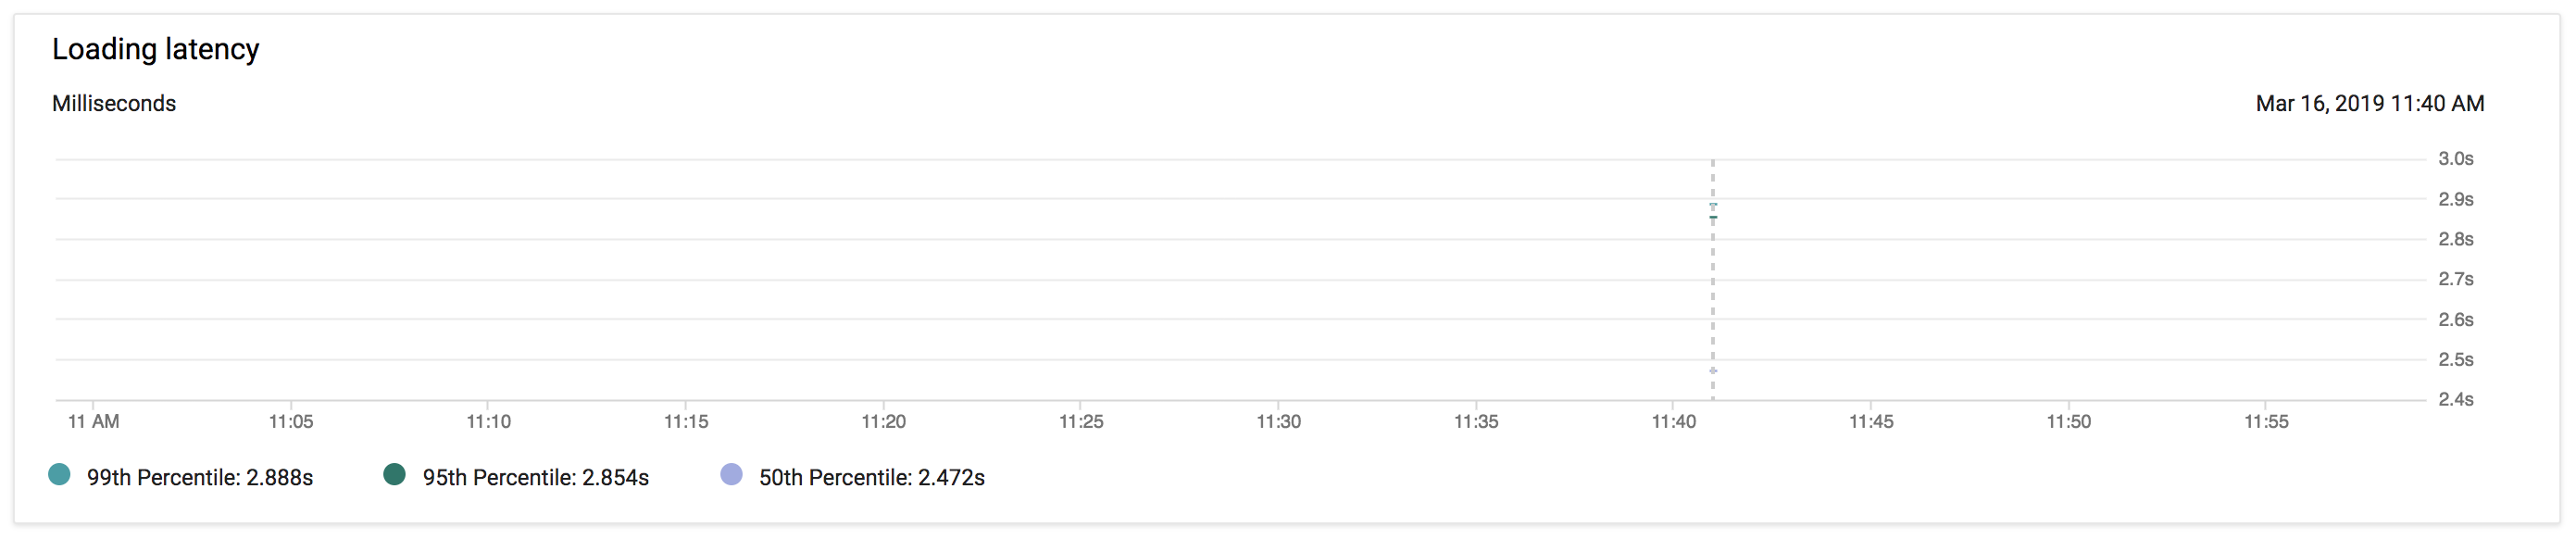 Loading latency
Milliseconds
Mar 16, 2019 11:40 AM
3.0s
2.9s
2.8s
2.7s
2.6s
2.5s
2.4s
11 AM 11:05 11:10 11:15 11:20 11:25 11:30 11:35 11:40 11:45 11:50 11:55
99th Percentile: 2.888s 95th Percentile: 2.854s 50th Percentile: 2.472s